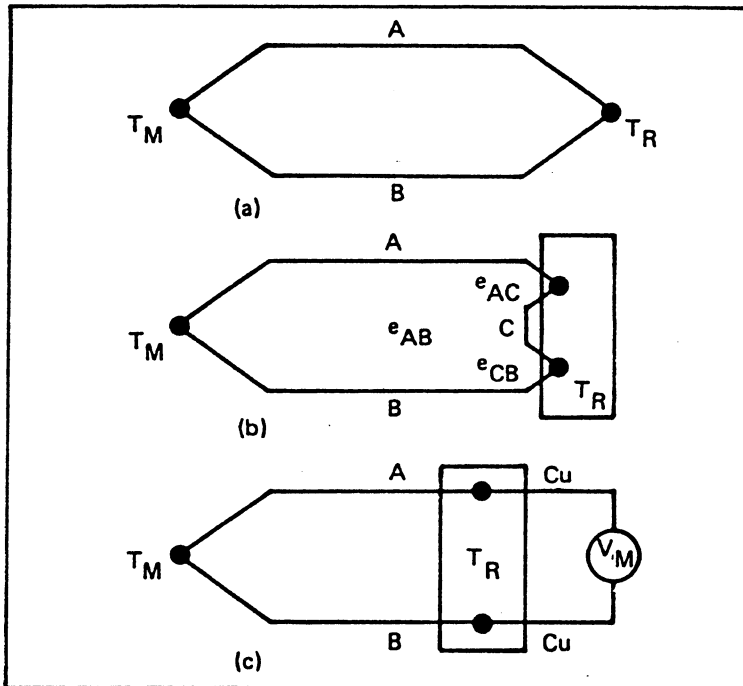 A
T_M
T_R
B
(a)
A
e_AC
T_M
e_AB
C
e_CB
T_R
B
(b)
A
Cu
T_M
T_R
V_M
B
Cu
(c)